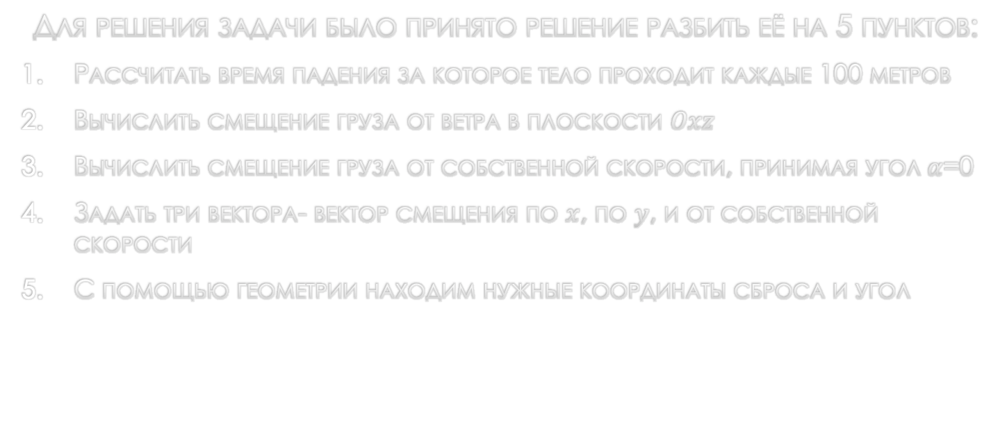 Для решения задачи было принято решение разбить её на 5 пунктов:
1. Рассчитать время падения за которое тело проходит каждые 100 метров
2. Вычислить смещение груза от ветра в плоскости 0xz
3. Вычислить смещение груза от собственной скорости, принимая угол α=0
4. Задать три вектора- вектор смещения по x, по y, и от собственной
скорости
5. С помощью геометрии находим нужные координаты сброса и угол